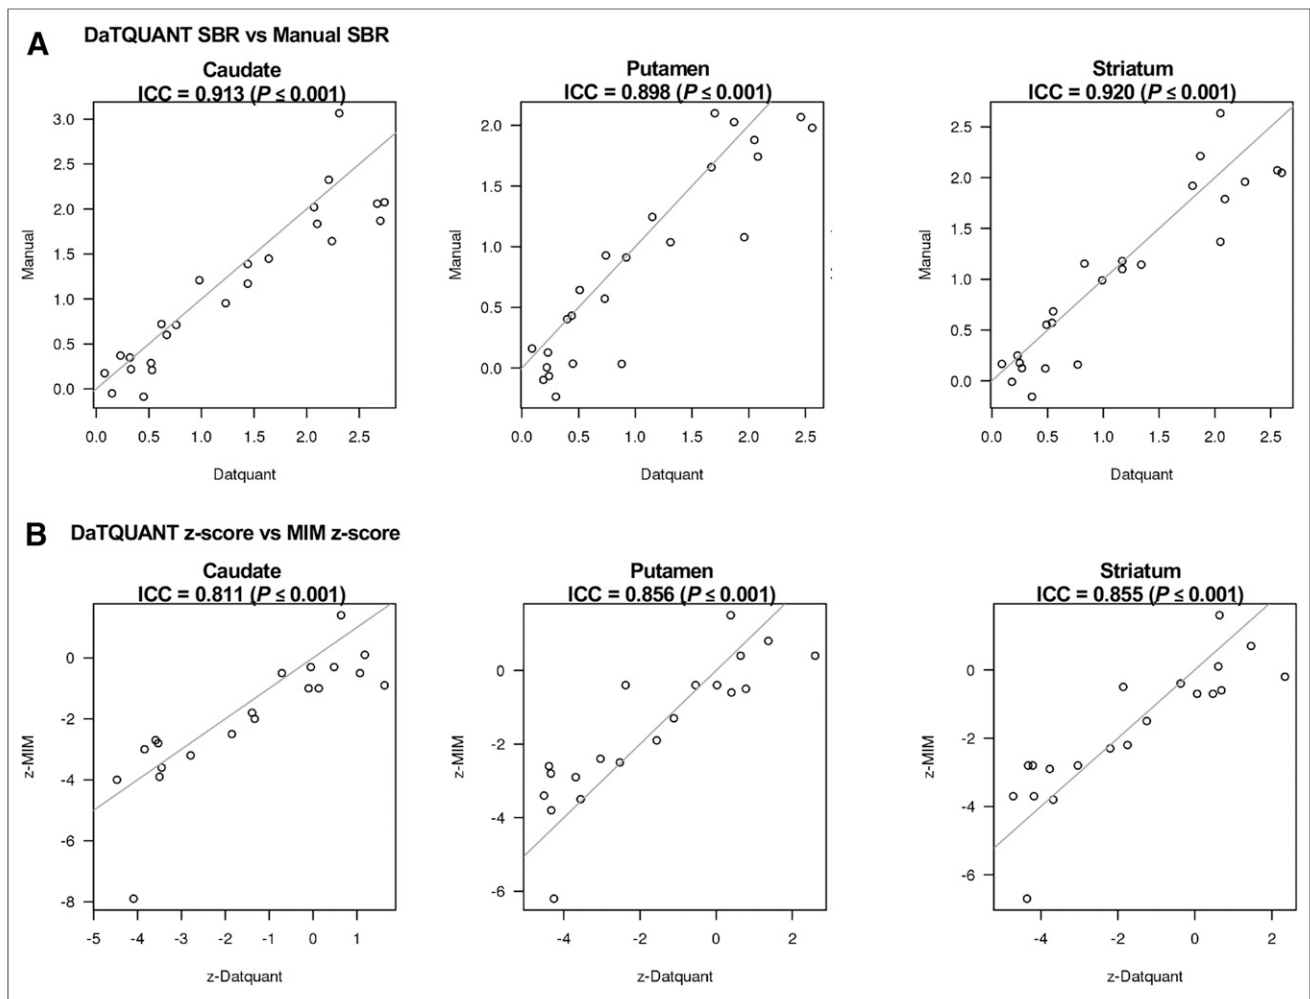 A
DaTQUANT SBR vs Manual SBR
Caudate
ICC = 0.913 (P ≤ 0.001)
3.0
2.5
2.0
1.5
1.0
0.5
0.0
Manual
0.0 0.5 1.0 1.5 2.0 2.5
Datquant
Putamen
ICC = 0.898 (P ≤ 0.001)
2.0
1.5
1.0
0.5
0.0
Manual
0.0 0.5 1.0 1.5 2.0 2.5
Datquant
Striatum
ICC = 0.920 (P ≤ 0.001)
2.5
2.0
1.5
1.0
0.5
0.0
Manual
0.0 0.5 1.0 1.5 2.0 2.5
Datquant
B
DaTQUANT z-score vs MIM z-score
Caudate
ICC = 0.811 (P ≤ 0.001)
0
-2
-4
-6
-8
z-MIM
-5 -4 -3 -2 -1 0 1
z-Datquant
Putamen
ICC = 0.856 (P ≤ 0.001)
0
-2
-4
-6
z-MIM
-4 -2 0 2
z-Datquant
Striatum
ICC = 0.855 (P ≤ 0.001)
0
-2
-4
-6
z-MIM
-4 -2 0 2
z-Datquant